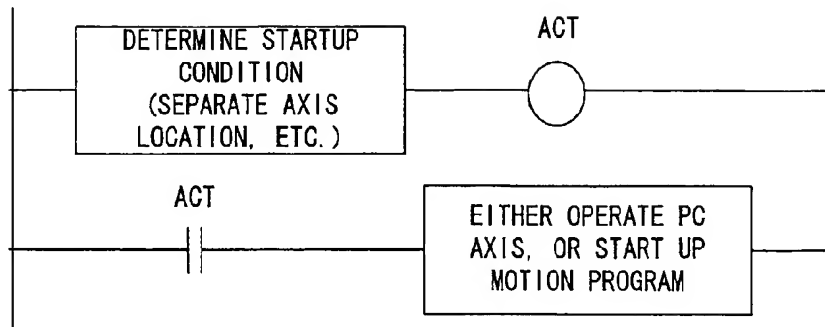 DETERMINE STARTUP
CONDITION
(SEPARATE AXIS
LOCATION, ETC.)
ACT
ACT
EITHER OPERATE PC
AXIS, OR START UP
MOTION PROGRAM